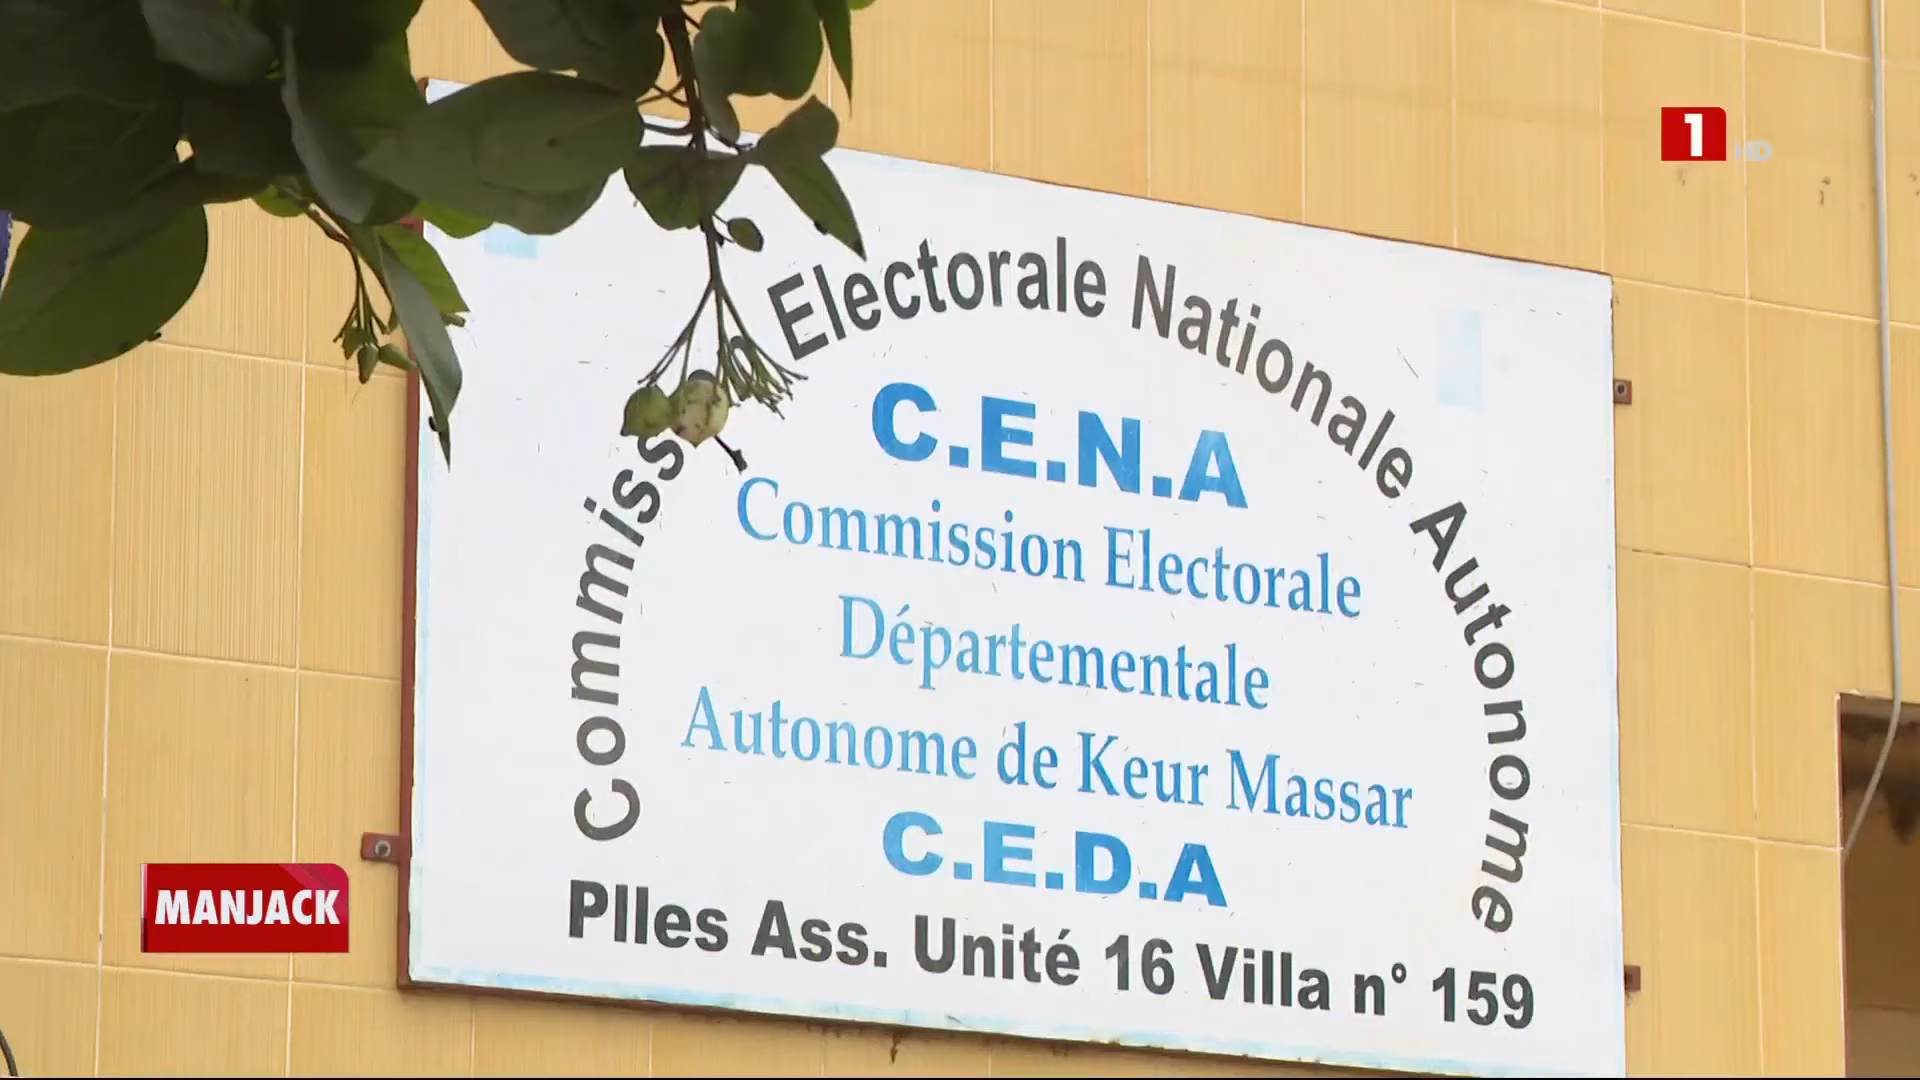 1 HD
Commiss n Electorale Nationale Autonome
C.E.N.A
Commission Electorale
Départementale
Autonome de Keur Massar
C.E.D.A
Plles Ass. Unité 16 Villa n° 159
MANJACK